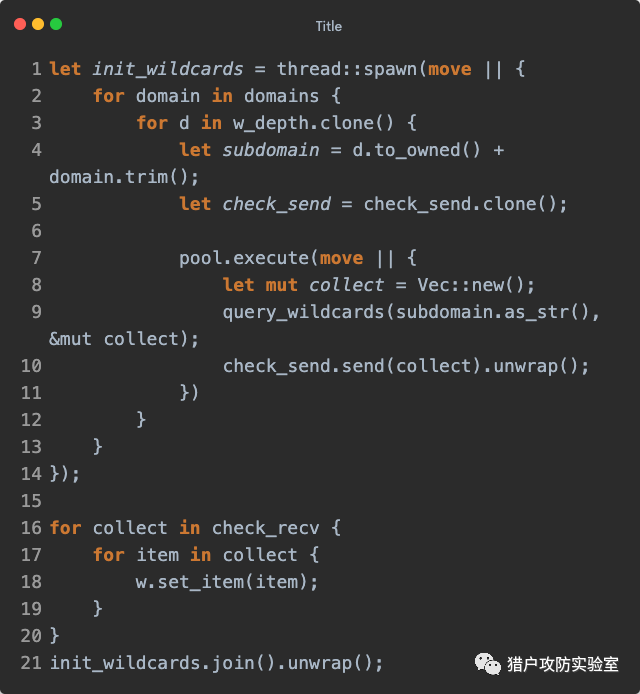 Title
1 let init_wildcards = thread::spawn(move || {
2     for domain in domains {
3         for d in w_depth.clone() {
4             let subdomain = d.to_owned() +
domain.trim();
5             let check_send = check_send.clone();
6
7             pool.execute(move || {
8                 let mut collect = Vec::new();
9                 query_wildcards(subdomain.as_str(),
&mut collect);
10                 check_send.send(collect).unwrap();
11             })
12         }
13     }
14 });
15
16 for collect in check_recv {
17     for item in collect {
18         w.set_item(item);
19     }
20 }
21 init_wildcards.join().unwrap();
猎户攻防实验室